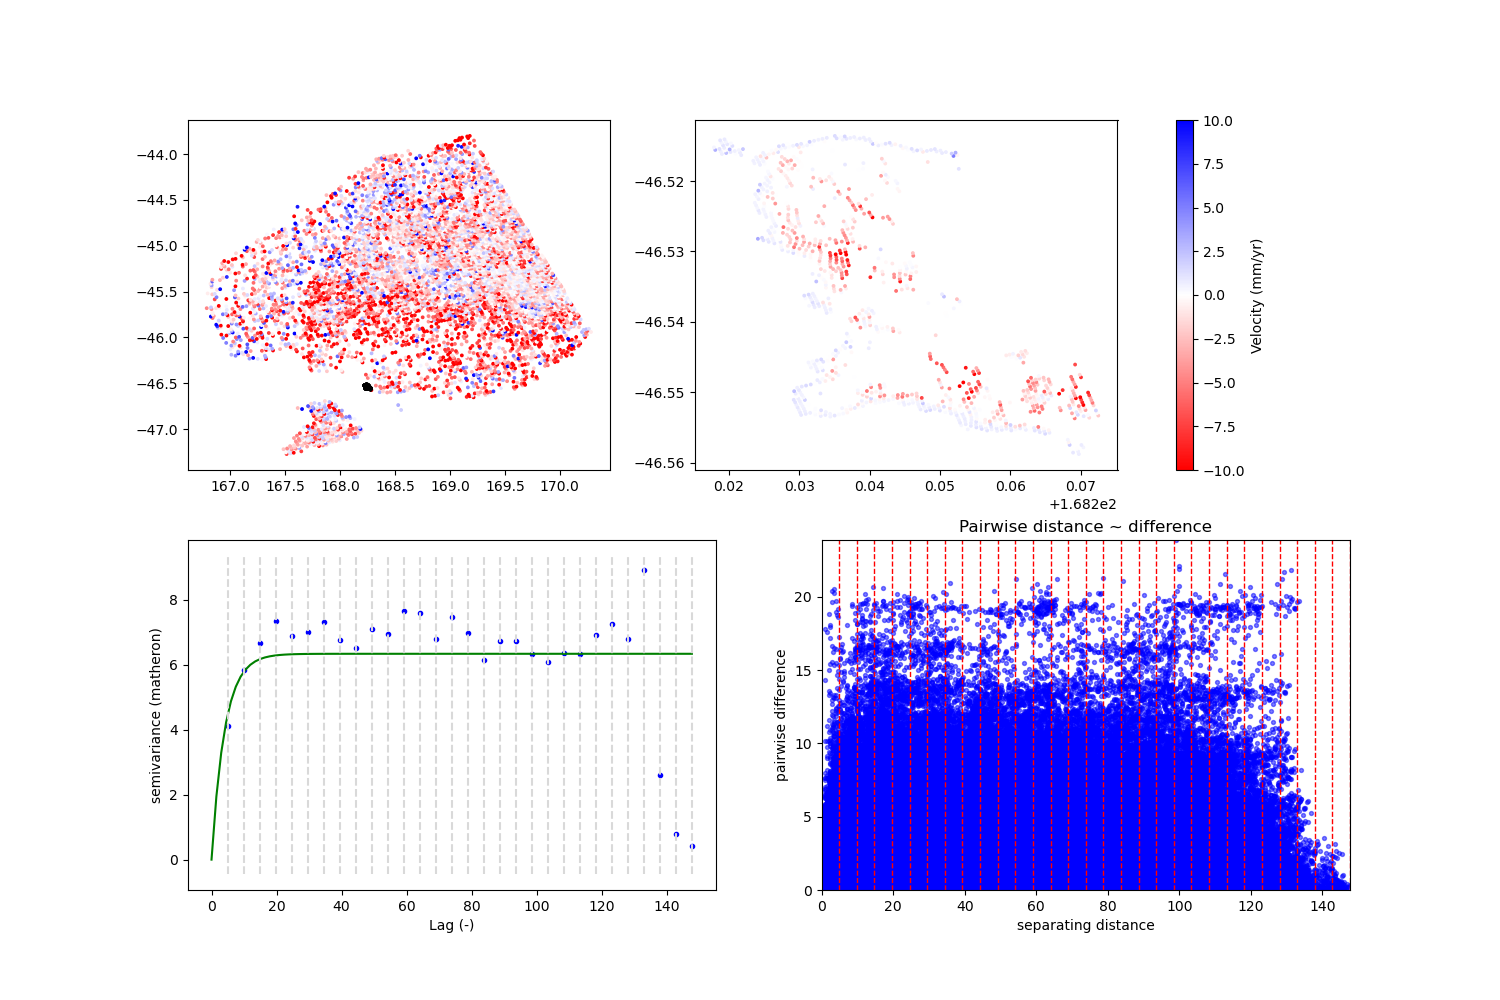 −44.0
−44.5
−45.0
−45.5
−46.0
−46.5
−47.0
167.0 167.5 168.0 168.5 169.0 169.5 170.0
−46.52
−46.53
−46.54
−46.55
−46.56
0.02 0.03 0.04 0.05 0.06 0.07
+1.682e2
10.0
7.5
5.0
2.5
0.0
−2.5
−5.0
−7.5
−10.0
Velocity (mm/yr)
8
6
4
2
0
semivariance (matheron)
0 20 40 60 80 100 120 140
Lag (-)
Pairwise distance ~ difference
20
15
10
5
0
pairwise difference
0 20 40 60 80 100 120 140
separating distance